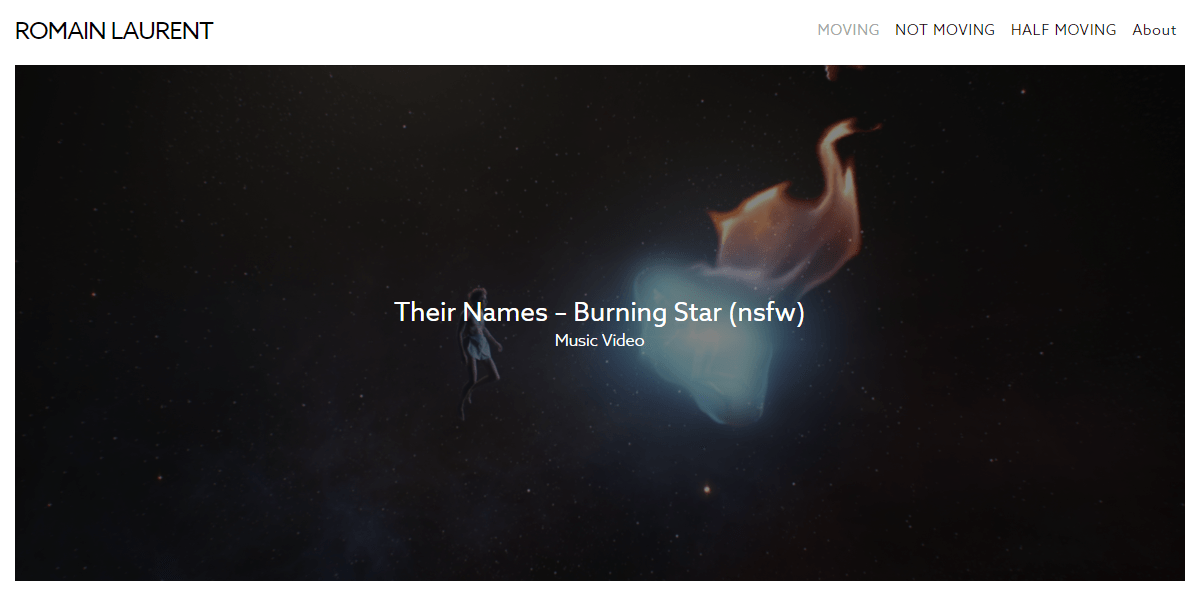 ROMAIN LAURENT
MOVING NOT MOVING HALF MOVING About
Their Names – Burning Star (nsfw)
Music Video